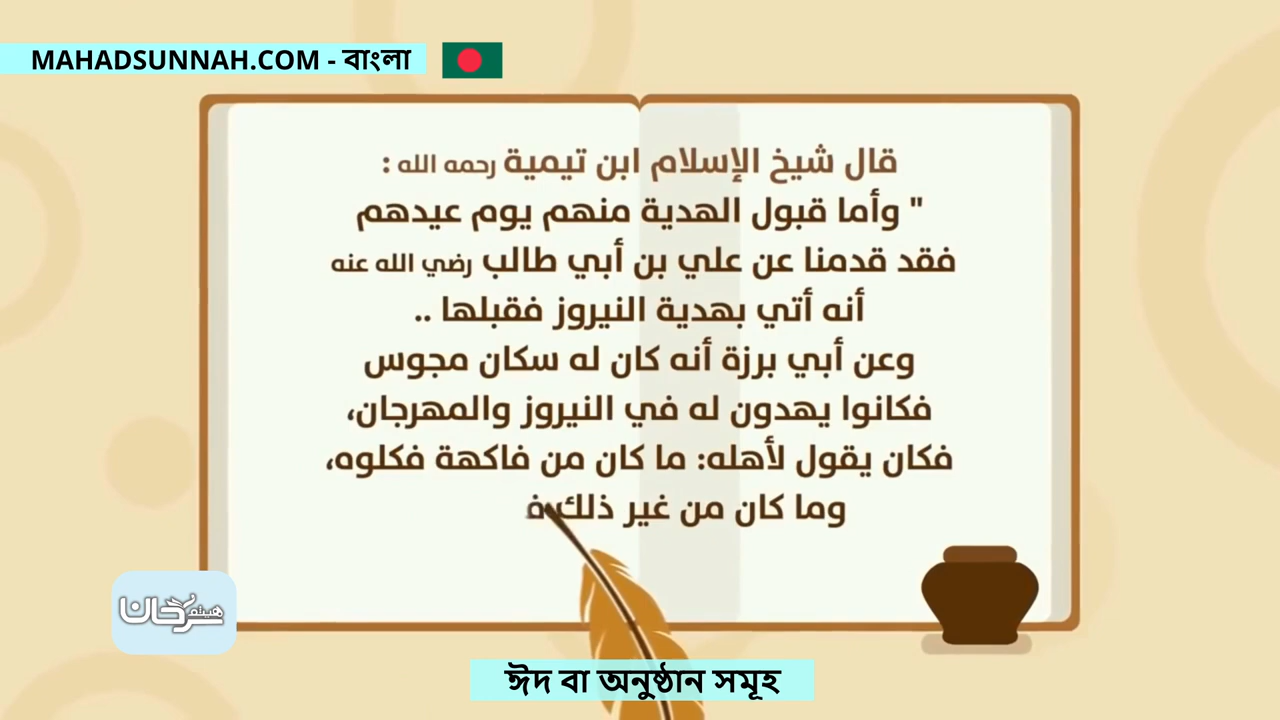 MAHADSUNNAH.COM - বাংলা
قال شيخ الإسلام ابن تيمية رحمه الله :
" وأما قبول الهدية منهم يوم عيدهم
فقد قدمنا عن علي بن أبي طالب رضي الله عنه
أنه أتي بهدية النيروز فقبلها ..
وعن أبي برزة أنه كان له سكان مجوس
فكانوا يهدون له في النيروز والمهرجان،
فكان يقول لأهله: ما كان من فاكهة فكلوه،
وما كان من غير ذلك ف
هيثم سرحان
ঈদ বা অনুষ্ঠান সমূহ